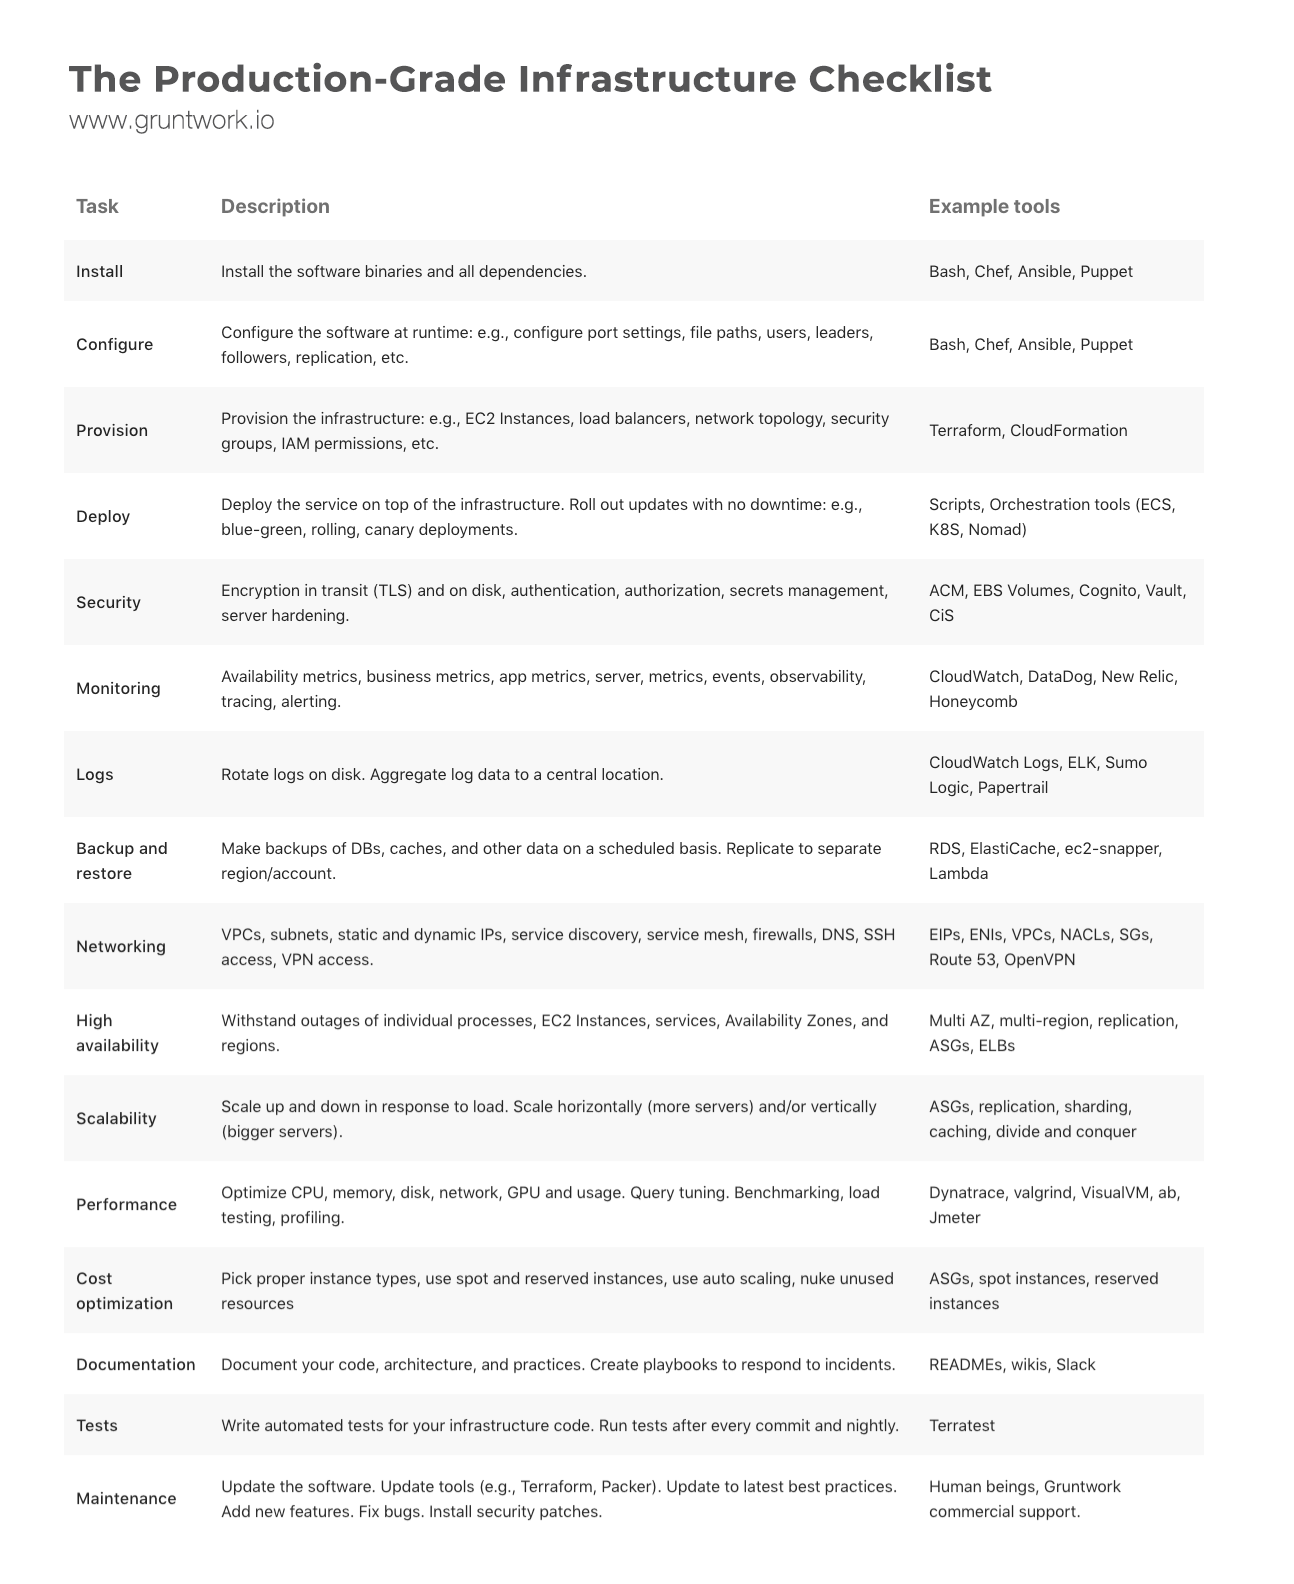 The Production-Grade Infrastructure Checklist
www.gruntwork.io
Task Description Example tools
Install Install the software binaries and all dependencies. Bash, Chef, Ansible, Puppet
Configure
Configure the software at runtime: e.g., configure port settings, file paths, users, leaders,
followers, replication, etc.
Bash, Chef, Ansible, Puppet
Provision
Provision the infrastructure: e.g., EC2 Instances, load balancers, network topology, security
groups, IAM permissions, etc.
Terraform, CloudFormation
Deploy
Deploy the service on top of the infrastructure. Roll out updates with no downtime: e.g.,
blue-green, rolling, canary deployments.
Scripts, Orchestration tools (ECS,
K8S, Nomad)
Security
Encryption in transit (TLS) and on disk, authentication, authorization, secrets management,
server hardening.
ACM, EBS Volumes, Cognito, Vault,
CiS
Monitoring
Availability metrics, business metrics, app metrics, server, metrics, events, observability,
tracing, alerting.
CloudWatch, DataDog, New Relic,
Honeycomb
Logs
Rotate logs on disk. Aggregate log data to a central location.
CloudWatch Logs, ELK, Sumo
Logic, Papertrail
Backup and
restore
Make backups of DBs, caches, and other data on a scheduled basis. Replicate to separate
region/account.
RDS, ElastiCache, ec2-snapper,
Lambda
Networking
VPCs, subnets, static and dynamic IPs, service discovery, service mesh, firewalls, DNS, SSH
access, VPN access.
EIPs, ENIs, VPCs, NACLs, SGs,
Route 53, OpenVPN
High
availability
Withstand outages of individual processes, EC2 Instances, services, Availability Zones, and
regions.
Multi AZ, multi-region, replication,
ASGs, ELBs
Scalability
Scale up and down in response to load. Scale horizontally (more servers) and/or vertically
(bigger servers).
ASGs, replication, sharding,
caching, divide and conquer
Performance
Optimize CPU, memory, disk, network, GPU and usage. Query tuning. Benchmarking, load
testing, profiling.
Dynatrace, valgrind, VisualVM, ab,
Jmeter
Cost
optimization
Pick proper instance types, use spot and reserved instances, use auto scaling, nuke unused
resources
ASGs, spot instances, reserved
instances
Documentation Document your code, architecture, and practices. Create playbooks to respond to incidents. READMEs, wikis, Slack
Tests Write automated tests for your infrastructure code. Run tests after every commit and nightly. Terratest
Maintenance
Update the software. Update tools (e.g., Terraform, Packer). Update to latest best practices.
Add new features. Fix bugs. Install security patches.
Human beings, Gruntwork
commercial support.